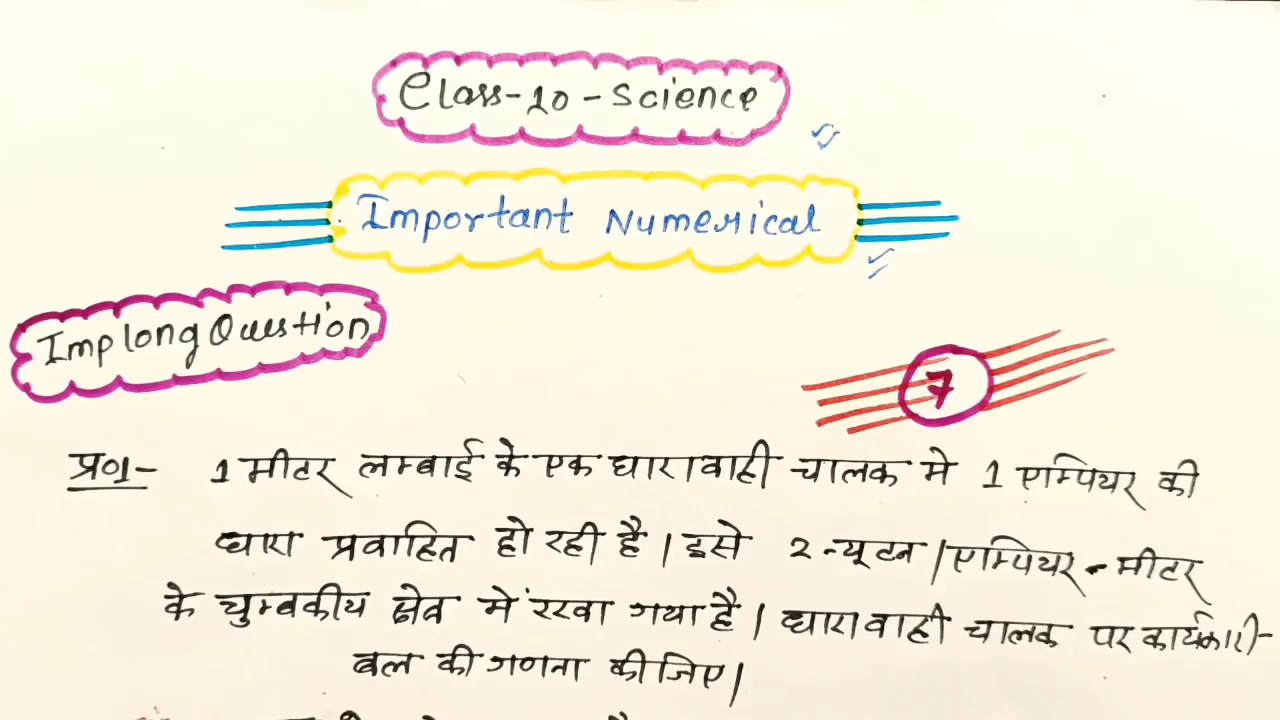 Class-10-Science
Important Numerical
Imp long Question
7
प्र०1- 1 मीटर लम्बाई के एक धारावाही चालक मे 1 एम्पियर की
धारा प्रवाहित हो रही है। इसे 2 न्यूटन/एम्पियर-मीटर
के चुम्बकीय क्षेत्र में रखा गया है। धारावाही चालक पर कार्यकारी-
बल की गणना कीजिए।